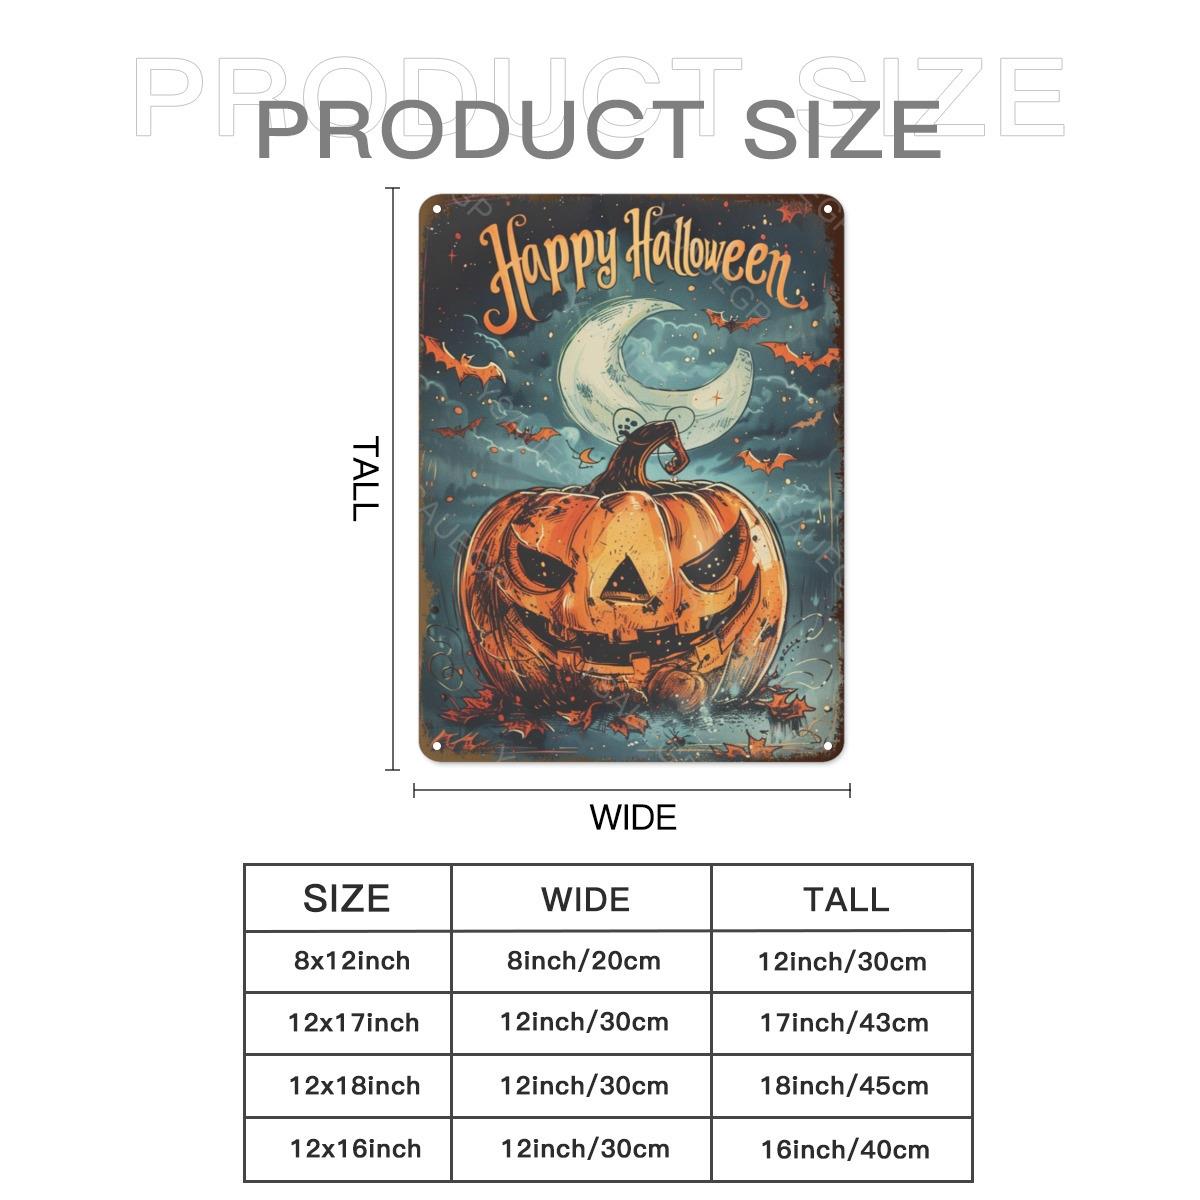 PRODUCT SIZE
PRODUCT SIZE
Happy Halloween
TALL
WIDE
SIZE WIDE TALL
8x12inch 8inch/20cm 12inch/30cm
12x17inch 12inch/30cm 17inch/43cm
12x18inch 12inch/30cm 18inch/45cm
12x16inch 12inch/30cm 16inch/40cm